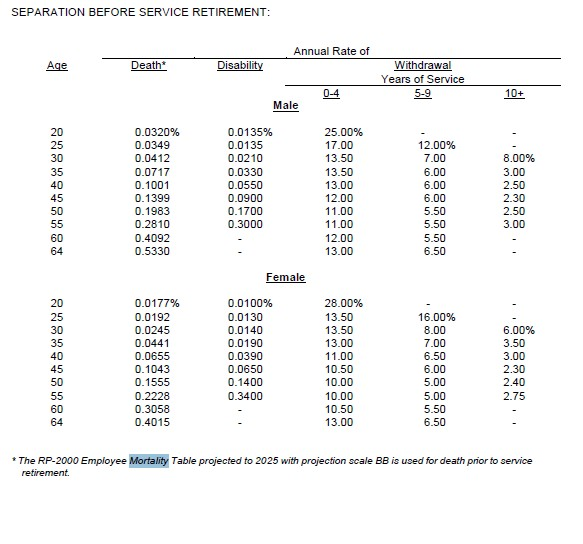 SEPARATION BEFORE SERVICE RETIREMENT:
Annual Rate of
Age Death* Disability Withdrawal
Years of Service
0-4 5-9 10+
Male
20 0.0320% 0.0135% 25.00% - -
25 0.0349 0.0135 17.00 12.00% -
30 0.0412 0.0210 13.50 7.00 8.00%
35 0.0717 0.0330 13.50 6.00 3.00
40 0.1001 0.0550 13.00 6.00 2.50
45 0.1399 0.0900 12.00 6.00 2.30
50 0.1983 0.1700 11.00 5.50 2.50
55 0.2810 0.3000 11.00 5.50 3.00
60 0.4092 - 12.00 5.50 -
64 0.5330 - 13.00 6.50 -
Female
20 0.0177% 0.0100% 28.00% - -
25 0.0192 0.0130 13.50 16.00% -
30 0.0245 0.0140 13.50 8.00 6.00%
35 0.0441 0.0190 13.00 7.00 3.50
40 0.0655 0.0390 11.00 6.50 3.00
45 0.1043 0.0650 10.50 6.00 2.30
50 0.1555 0.1400 10.00 5.00 2.40
55 0.2228 0.3400 10.00 5.00 2.75
60 0.3058 - 10.50 5.50 -
64 0.4015 - 13.00 6.50 -
* The RP-2000 Employee Mortality Table projected to 2025 with projection scale BB is used for death prior to service
retirement.